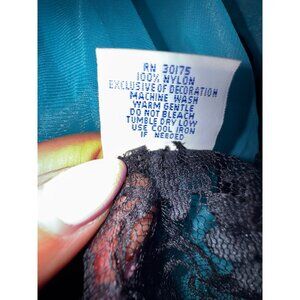 RN 30175
100% NYLON
EXCLUSIVE OF DECORATION
MACHINE WASH
WARM GENTLE
DO NOT BLEACH
TUMBLE DRY LOW
USE COOL IRON
IF NEEDED